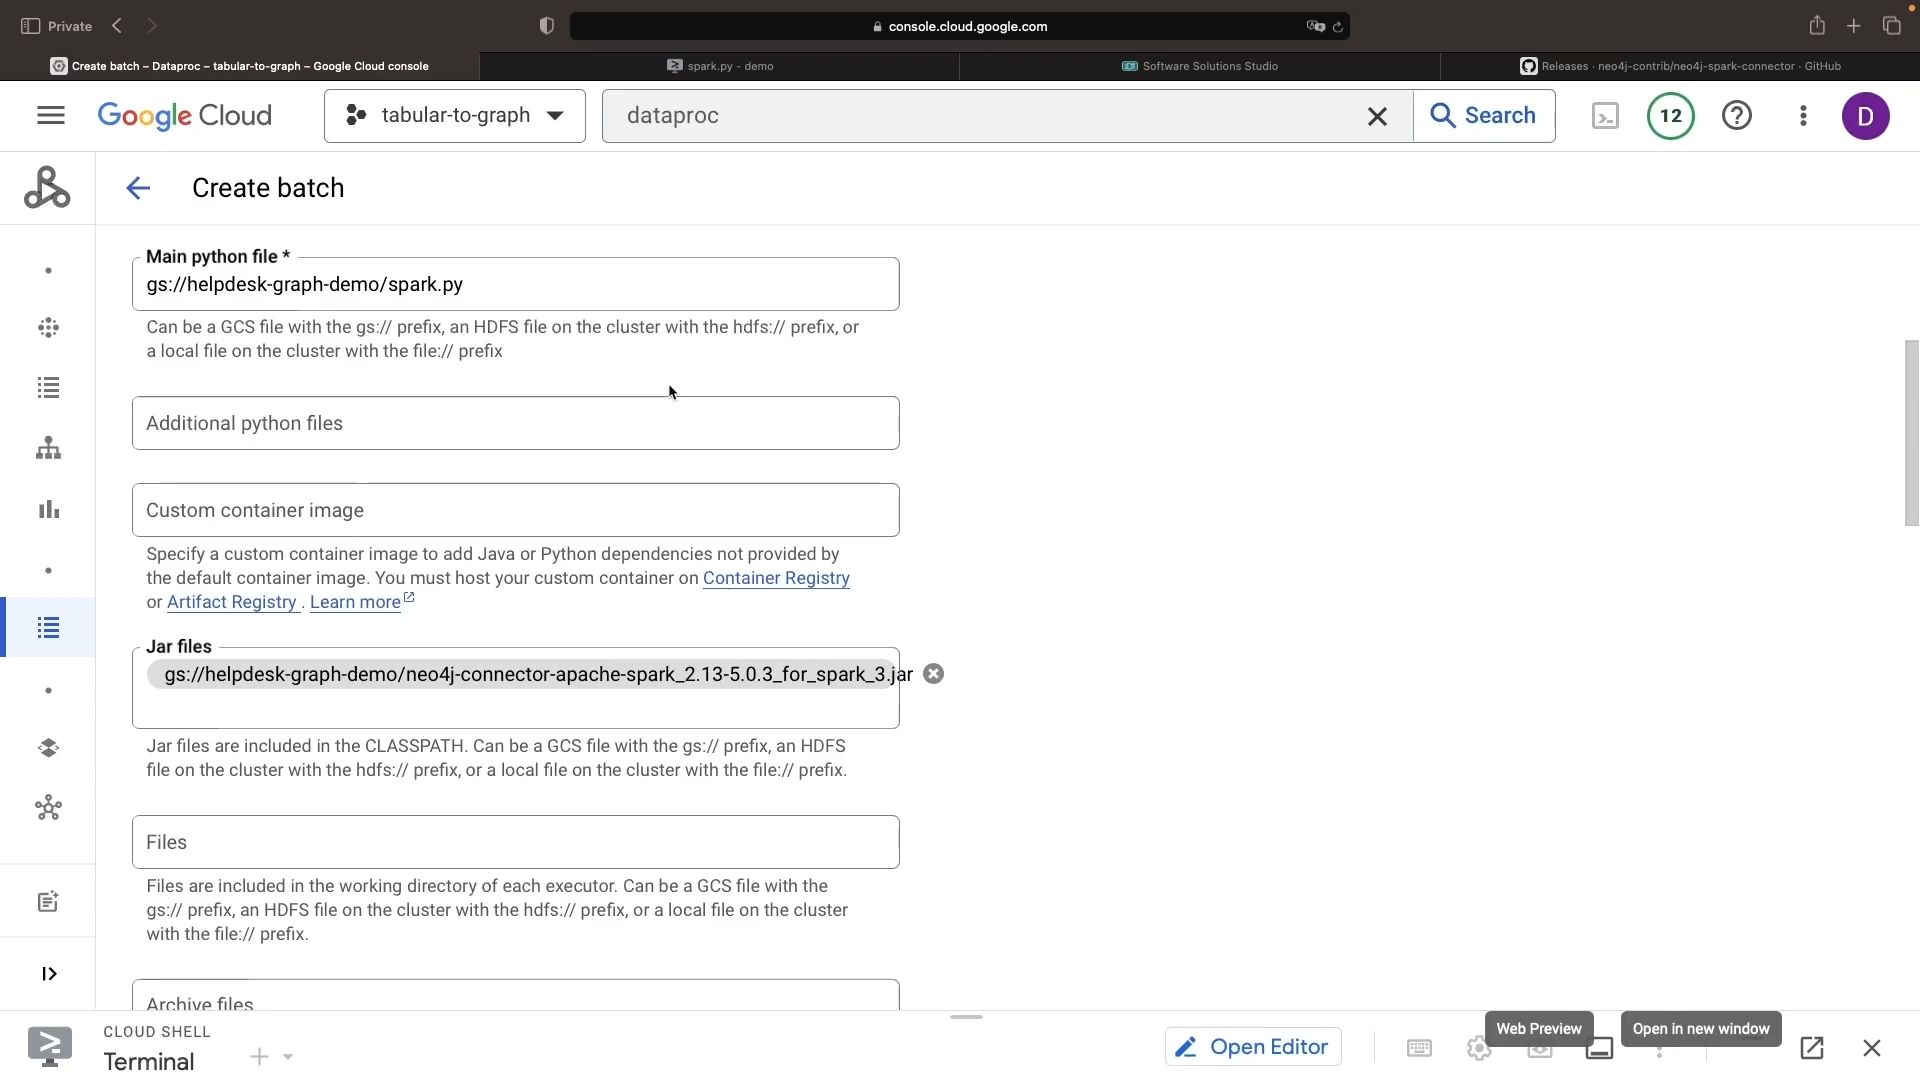 Private
console.cloud.google.com
Create batch – Dataproc – tabular-to-graph – Google Cloud console
spark.py - demo
Software Solutions Studio
Releases · neo4j-contrib/neo4j-spark-connector · GitHub
Google Cloud
tabular-to-graph
dataproc
Search
12
D
Create batch
Main python file *
gs://helpdesk-graph-demo/spark.py
Can be a GCS file with the gs:// prefix, an HDFS file on the cluster with the hdfs:// prefix, or
a local file on the cluster with the file:// prefix
Additional python files
Custom container image
Specify a custom container image to add Java or Python dependencies not provided by
the default container image. You must host your custom container on Container Registry
or Artifact Registry . Learn more
Jar files
gs://helpdesk-graph-demo/neo4j-connector-apache-spark_2.13-5.0.3_for_spark_3.jar
Jar files are included in the CLASSPATH. Can be a GCS file with the gs:// prefix, an HDFS
file on the cluster with the hdfs:// prefix, or a local file on the cluster with the file:// prefix.
Files
Files are included in the working directory of each executor. Can be a GCS file with the
gs:// prefix, an HDFS file on the cluster with the hdfs:// prefix, or a local file on the cluster
with the file:// prefix.
Archive files
CLOUD SHELL
Terminal
Open Editor
Web Preview
Open in new window